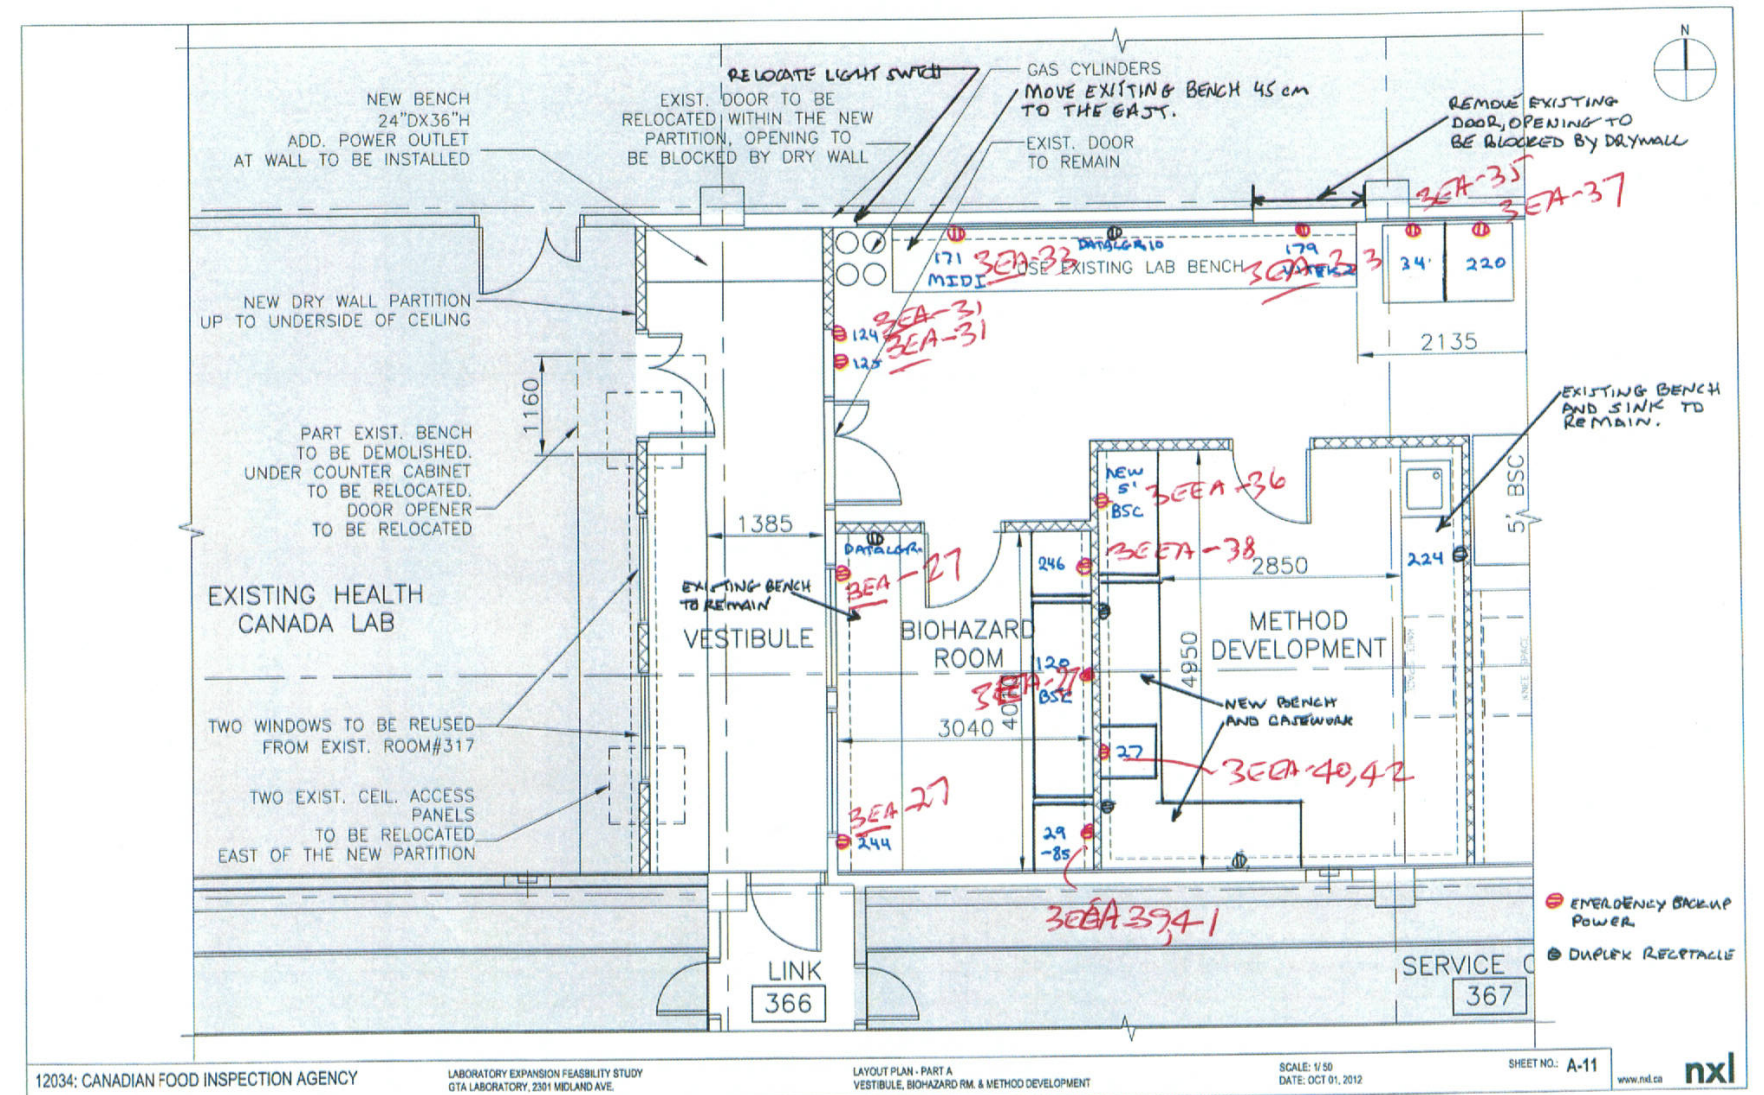 N
RELOCATE LIGHT SWTCH
NEW BENCH
24"DX36"H
ADD. POWER OUTLET
AT WALL TO BE INSTALLED
EXIST. DOOR TO BE
RELOCATED WITHIN THE NEW
PARTITION, OPENING TO
BE BLOCKED BY DRY WALL
GAS CYLINDERS
MOVE EXISTING BENCH 45 cm
TO THE EAST.
EXIST. DOOR
TO REMAIN
REMOVE EXISTING
DOOR, OPENING TO
BE BLOCKED BY DRYWALL
3EA-35
3EA-37
171
MIDI
3EA-33
DATALGR 10
USE EXISTING LAB BENCH
179
3EA-33
34'
220
NEW DRY WALL PARTITION
UP TO UNDERSIDE OF CEILING
124
3EA-31
125
3EA-31
2135
1160
EXISTING BENCH
AND SINK TO
REMAIN.
PART EXIST. BENCH
TO BE DEMOLISHED.
UNDER COUNTER CABINET
TO BE RELOCATED.
DOOR OPENER
TO BE RELOCATED
NEW
5'
BSC
3EEA-36
5' BSC
1385
DATALGR.
3EA-27
246
3EEA-38
2850
224
EXISTING HEALTH
CANADA LAB
EXISTING BENCH
TO REMAIN
VESTIBULE
BIOHAZARD
ROOM
METHOD
DEVELOPMENT
4950
120
BSC
3EA-27
KNEE SPACE
3040
NEW BENCH
AND CASEWORK
TWO WINDOWS TO BE REUSED
FROM EXIST. ROOM#317
27
3EEA-40,42
TWO EXIST. CEIL. ACCESS
PANELS
TO BE RELOCATED
EAST OF THE NEW PARTITION
3EA-27
244
29
-85
3EEA-39,41
EMERGENCY BACKUP
POWER
DUPLEX RECPTACLE
LINK
366
SERVICE C
367
12034: CANADIAN FOOD INSPECTION AGENCY
LABORATORY EXPANSION FEASBILITY STUDY
GTA LABORATORY, 2301 MIDLAND AVE.
LAYOUT PLAN - PART A
VESTIBULE, BIOHAZARD RM. & METHOD DEVELOPMENT
SCALE: 1/ 50
DATE: OCT 01, 2012
SHEET NO.: A-11
www.nxl.ca
nxl